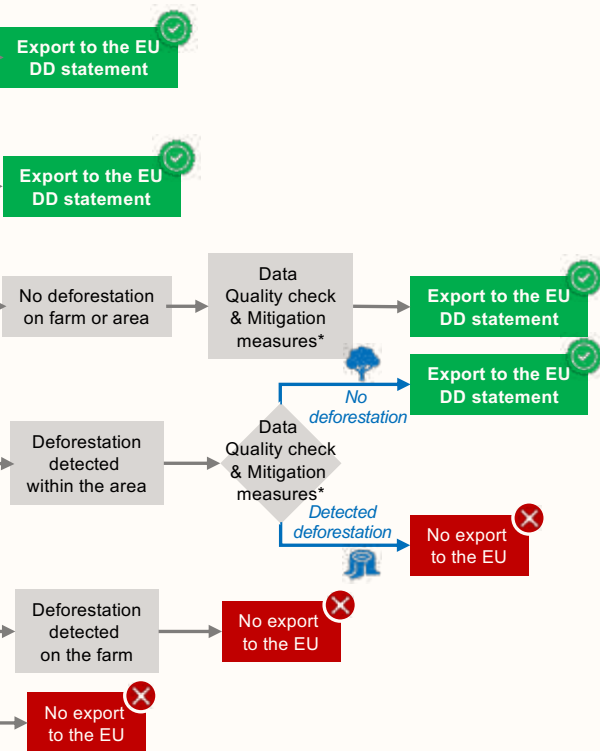 Export to the EU
DD statement
Export to the EU
DD statement
No deforestation
on farm or area
Data
Quality check
& Mitigation
measures*
Export to the EU
DD statement
Export to the EU
DD statement
No
deforestation
Deforestation
detected
within the area
Data
Quality check
& Mitigation
measures*
Detected
deforestation
No export
to the EU
Deforestation
detected
on the farm
No export
to the EU
No export
to the EU